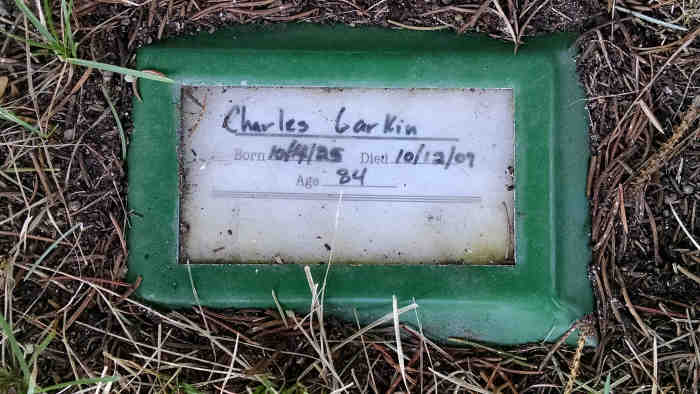 Charles Larkin
Born 10/4/25 Died 10/12/09
Age 84